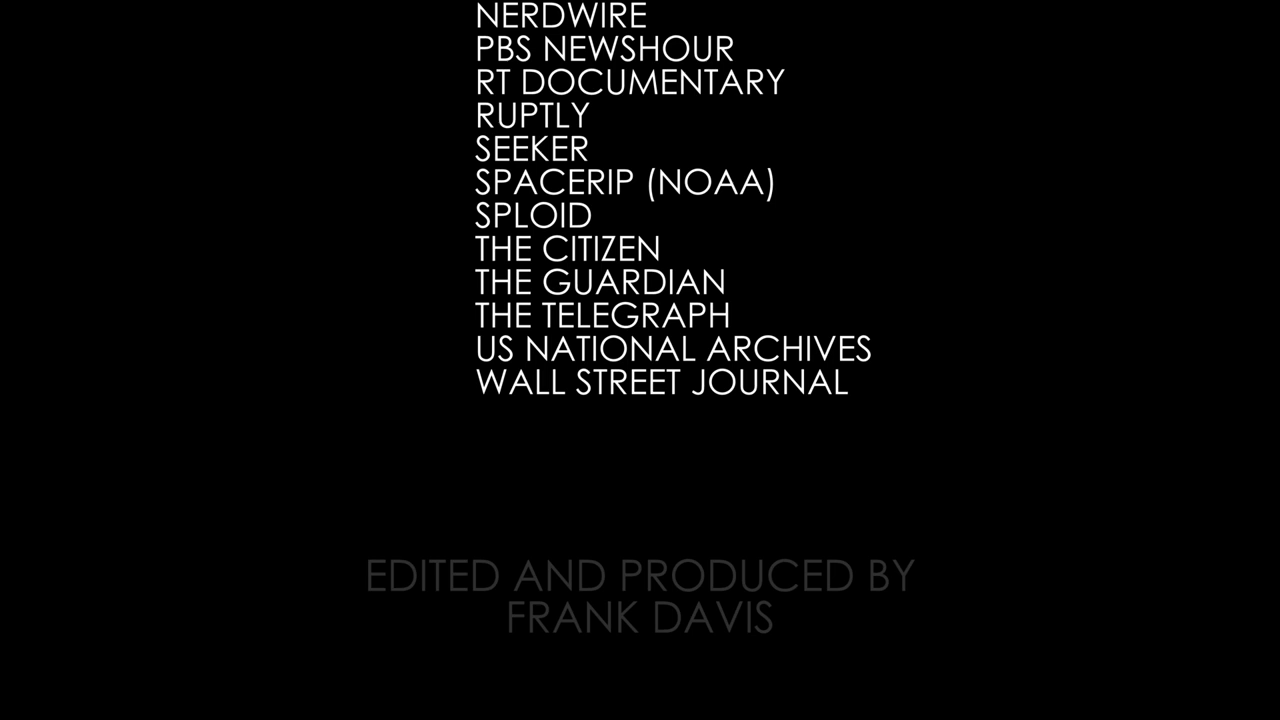 NERDWIRE
PBS NEWSHOUR
RT DOCUMENTARY
RUPTLY
SEEKER
SPACERIP (NOAA)
SPLOID
THE CITIZEN
THE GUARDIAN
THE TELEGRAPH
US NATIONAL ARCHIVES
WALL STREET JOURNAL
EDITED AND PRODUCED BY
FRANK DAVIS